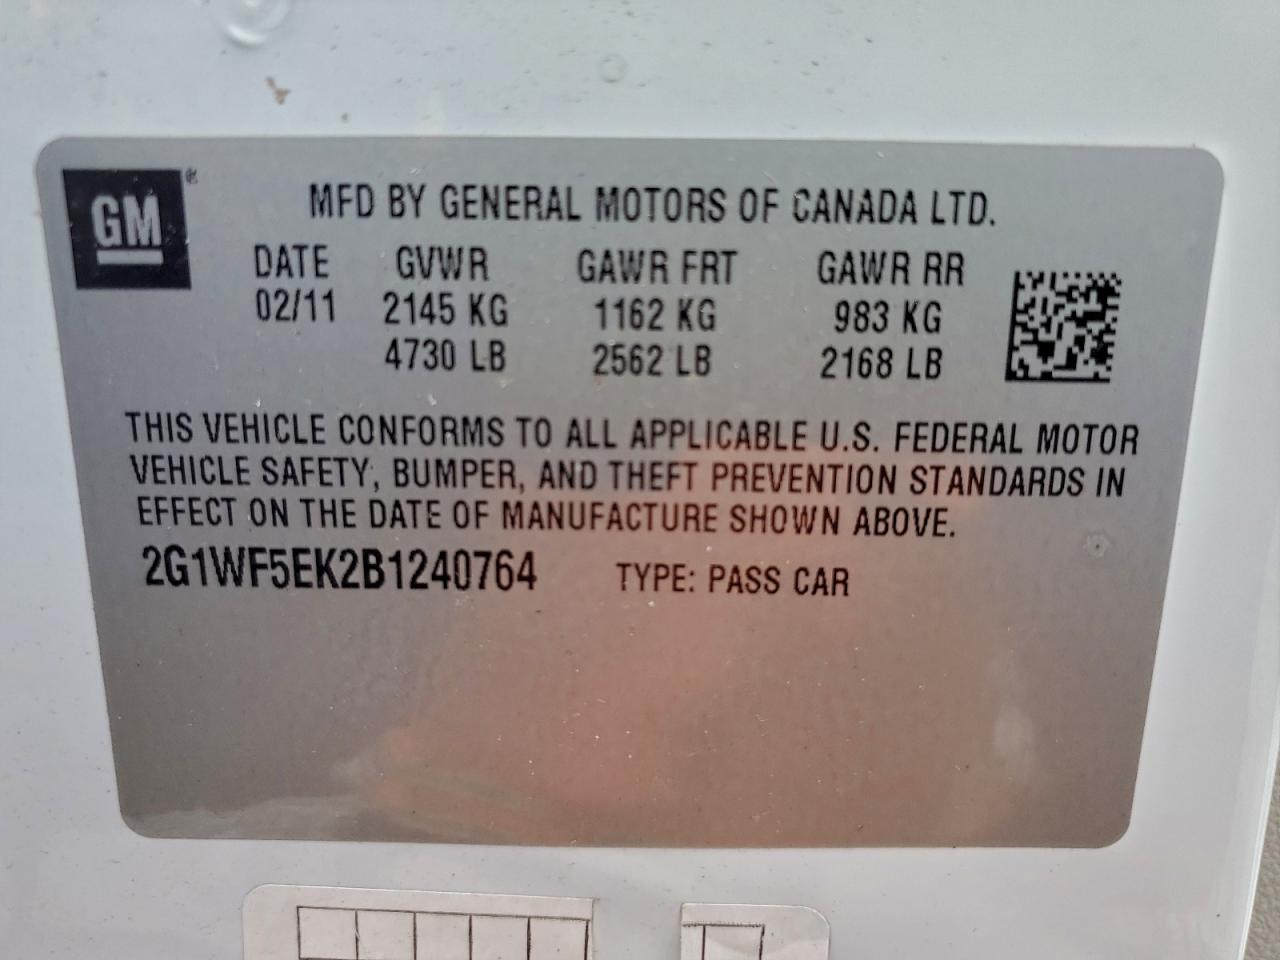 GM
MFD BY GENERAL MOTORS OF CANADA LTD.
DATE GVWR GAWR FRT GAWR RR
02/11 2145 KG 1162 KG 983 KG
4730 LB 2562 LB 2168 LB
THIS VEHICLE CONFORMS TO ALL APPLICABLE U.S. FEDERAL MOTOR
VEHICLE SAFETY, BUMPER, AND THEFT PREVENTION STANDARDS IN
EFFECT ON THE DATE OF MANUFACTURE SHOWN ABOVE.
2G1WF5EK2B1240764 TYPE: PASS CAR